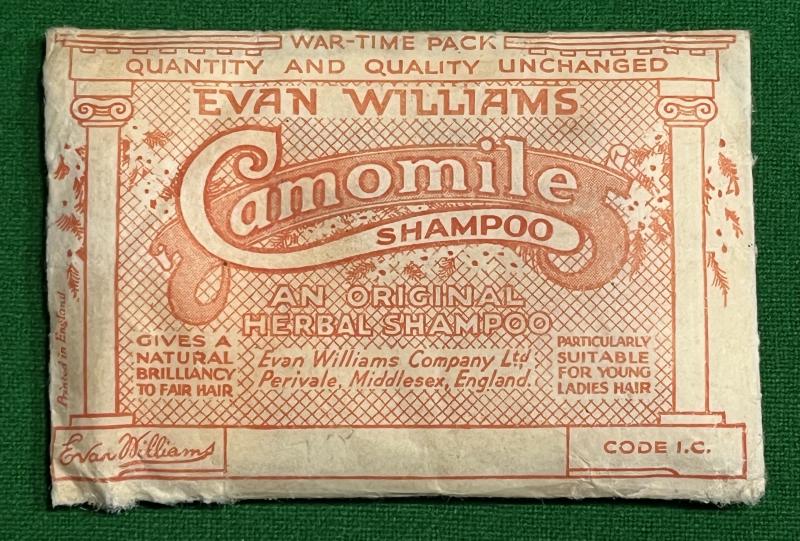 WAR-TIME PACK
QUANTITY AND QUALITY UNCHANGED
EVAN WILLIAMS
Camomile
SHAMPOO
AN ORIGINAL
HERBAL SHAMPOO
GIVES A
NATURAL
BRILLIANCY
TO FAIR HAIR
Evan Williams Company Ltd
Perivale, Middlesex, England.
PARTICULARLY
SUITABLE
FOR YOUNG
LADIES HAIR
Printed in England
Evan Williams
CODE I.C.